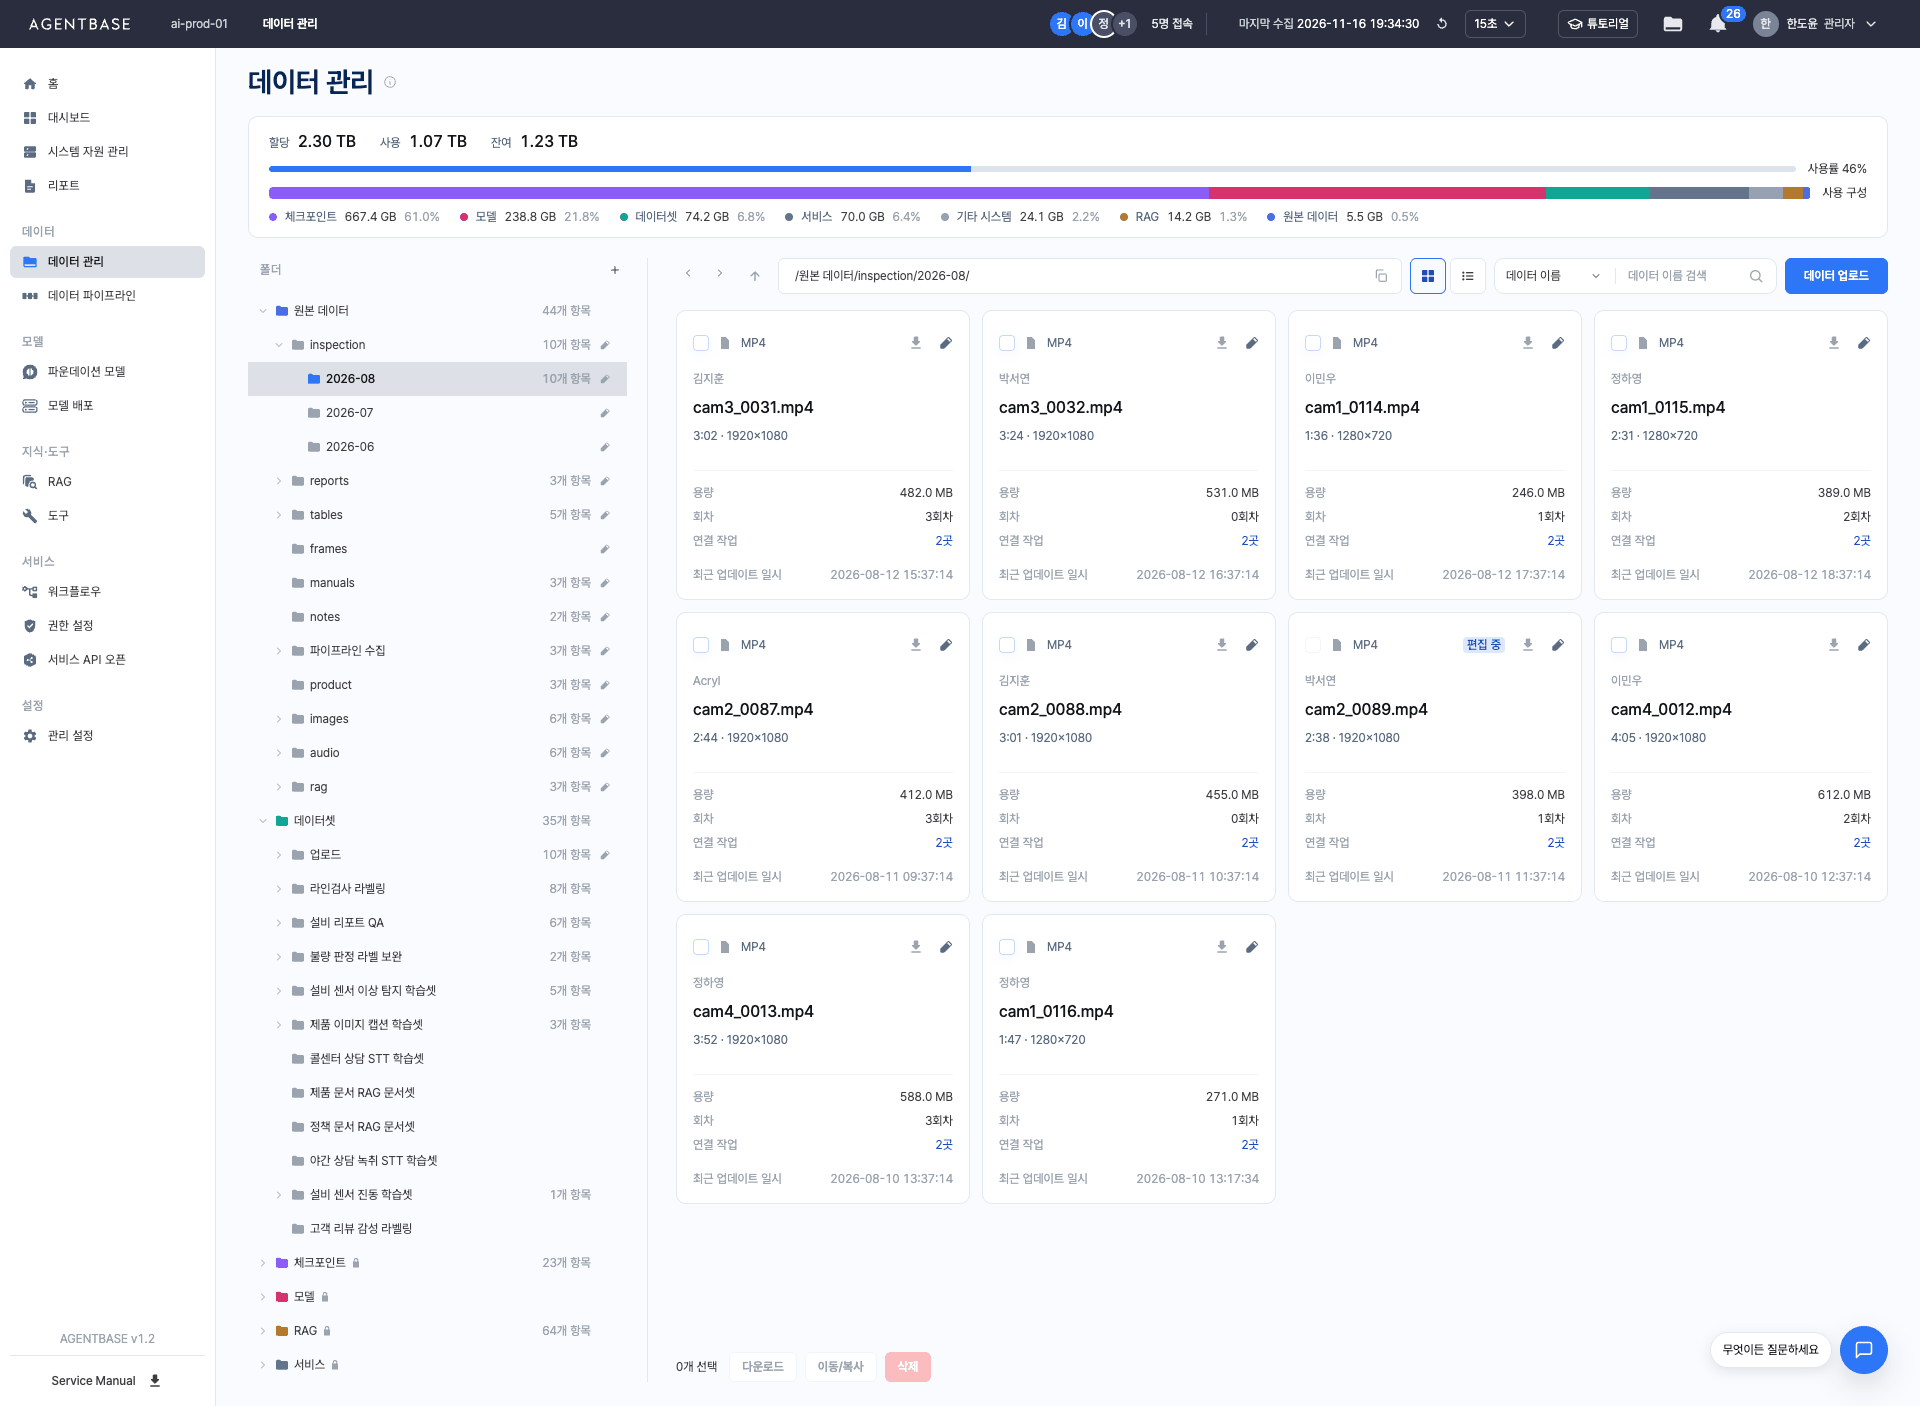 AGENTBASE
ai-prod-01
데이터 관리
김 이 정 +1
5명 접속
마지막 수집 2026-11-16 19:34:30
15초
튜토리얼
26
한 한도윤 관리자
홈
대시보드
시스템 자원 관리
리포트
데이터
데이터 관리
데이터 파이프라인
모델
파운데이션 모델
모델 배포
지식·도구
RAG
도구
서비스
워크플로우
권한 설정
서비스 API 오픈
설정
관리 설정
AGENTBASE v1.2
Service Manual
데이터 관리
할당 2.30 TB 사용 1.07 TB 잔여 1.23 TB
사용률 46%
사용 구성
체크포인트 667.4 GB 61.0% 모델 238.8 GB 21.8% 데이터셋 74.2 GB 6.8% 서비스 70.0 GB 6.4% 기타 시스템 24.1 GB 2.2% RAG 14.2 GB 1.3% 원본 데이터 5.5 GB 0.5%
폴더 +
원본 데이터 44개 항목
inspection 10개 항목
2026-08 10개 항목
2026-07
2026-06
reports 3개 항목
tables 5개 항목
frames
manuals 3개 항목
notes 2개 항목
파이프라인 수집 3개 항목
product 3개 항목
images 6개 항목
audio 6개 항목
rag 3개 항목
데이터셋 35개 항목
업로드 10개 항목
라인검사 라벨링 8개 항목
설비 리포트 QA 6개 항목
불량 판정 라벨 보완 2개 항목
설비 센서 이상 탐지 학습셋 5개 항목
제품 이미지 캡션 학습셋 3개 항목
콜센터 상담 STT 학습셋
제품 문서 RAG 문서셋
정책 문서 RAG 문서셋
야간 상담 녹취 STT 학습셋
설비 센서 진동 학습셋 1개 항목
고객 리뷰 감성 라벨링
체크포인트 23개 항목
모델
RAG 64개 항목
서비스
/원본 데이터/inspection/2026-08/
데이터 이름
데이터 이름 검색
데이터 업로드
MP4
김지훈
cam3_0031.mp4
3:02 · 1920×1080
용량 482.0 MB
회차 3회차
연결 작업 2곳
최근 업데이트 일시 2026-08-12 15:37:14
MP4
박서연
cam3_0032.mp4
3:24 · 1920×1080
용량 531.0 MB
회차 0회차
연결 작업 2곳
최근 업데이트 일시 2026-08-12 16:37:14
MP4
이민우
cam1_0114.mp4
1:36 · 1280×720
용량 246.0 MB
회차 1회차
연결 작업 2곳
최근 업데이트 일시 2026-08-12 17:37:14
MP4
정하영
cam1_0115.mp4
2:31 · 1280×720
용량 389.0 MB
회차 2회차
연결 작업 2곳
최근 업데이트 일시 2026-08-12 18:37:14
MP4
Acryl
cam2_0087.mp4
2:44 · 1920×1080
용량 412.0 MB
회차 3회차
연결 작업 2곳
최근 업데이트 일시 2026-08-11 09:37:14
MP4
김지훈
cam2_0088.mp4
3:01 · 1920×1080
용량 455.0 MB
회차 0회차
연결 작업 2곳
최근 업데이트 일시 2026-08-11 10:37:14
MP4 편집 중
박서연
cam2_0089.mp4
2:38 · 1920×1080
용량 398.0 MB
회차 1회차
연결 작업 2곳
최근 업데이트 일시 2026-08-11 11:37:14
MP4
이민우
cam4_0012.mp4
4:05 · 1920×1080
용량 612.0 MB
회차 2회차
연결 작업 2곳
최근 업데이트 일시 2026-08-10 12:37:14
MP4
정하영
cam4_0013.mp4
3:52 · 1920×1080
용량 588.0 MB
회차 3회차
연결 작업 2곳
최근 업데이트 일시 2026-08-10 13:37:14
MP4
정하영
cam1_0116.mp4
1:47 · 1280×720
용량 271.0 MB
회차 1회차
연결 작업 2곳
최근 업데이트 일시 2026-08-10 13:17:34
0개 선택 다운로드 이동/복사 삭제
무엇이든 질문하세요